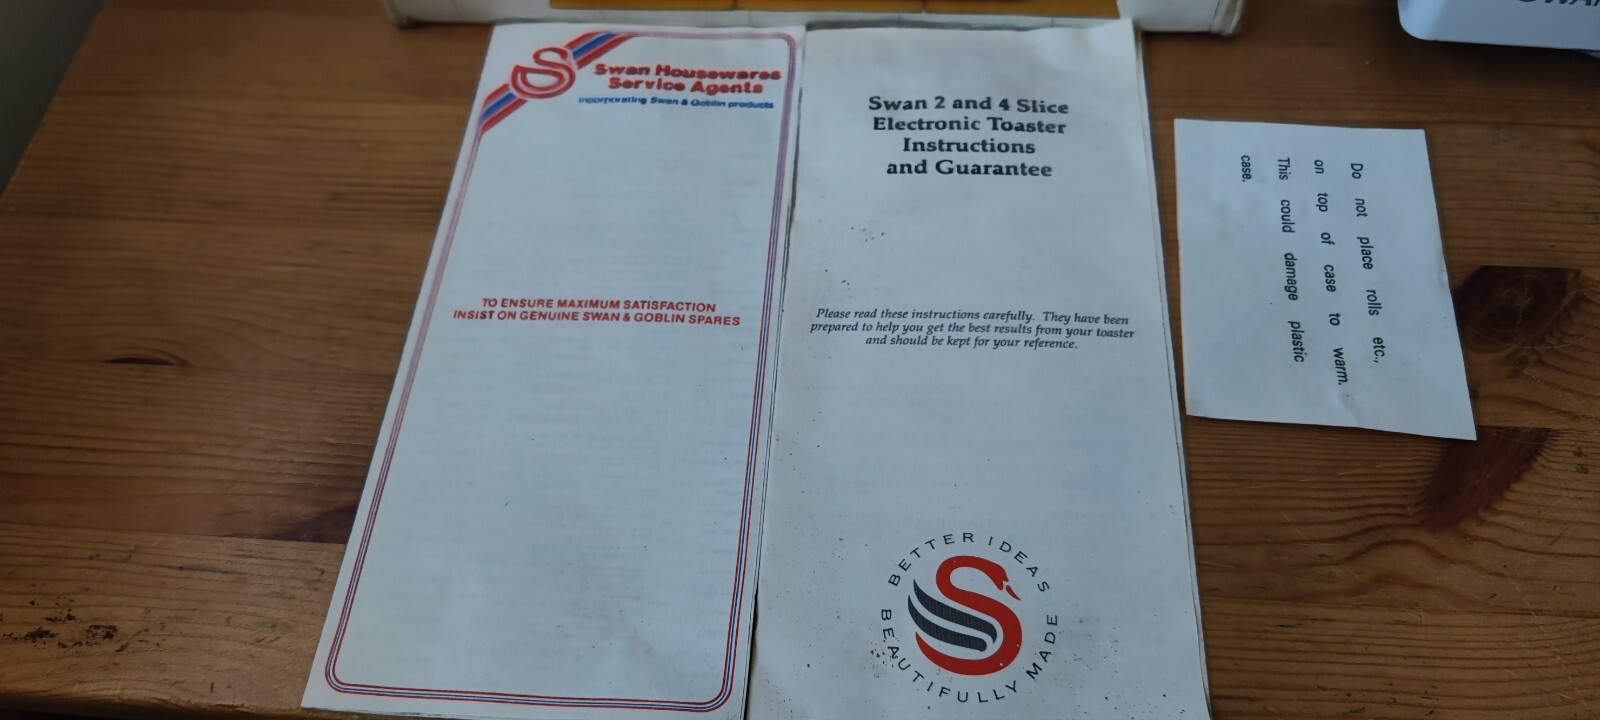 Swan Housewares
Service Agents
incorporating Swan & Goblin products
TO ENSURE MAXIMUM SATISFACTION
INSIST ON GENUINE SWAN & GOBLIN SPARES
Swan 2 and 4 Slice
Electronic Toaster
Instructions
and Guarantee
Please read these instructions carefully. They have been
prepared to help you get the best results from your toaster
and should be kept for your reference.
BETTER IDEAS
BEAUTIFULLY MADE
Do not place rolls etc.,
on top of case to warm.
This could damage plastic
case.